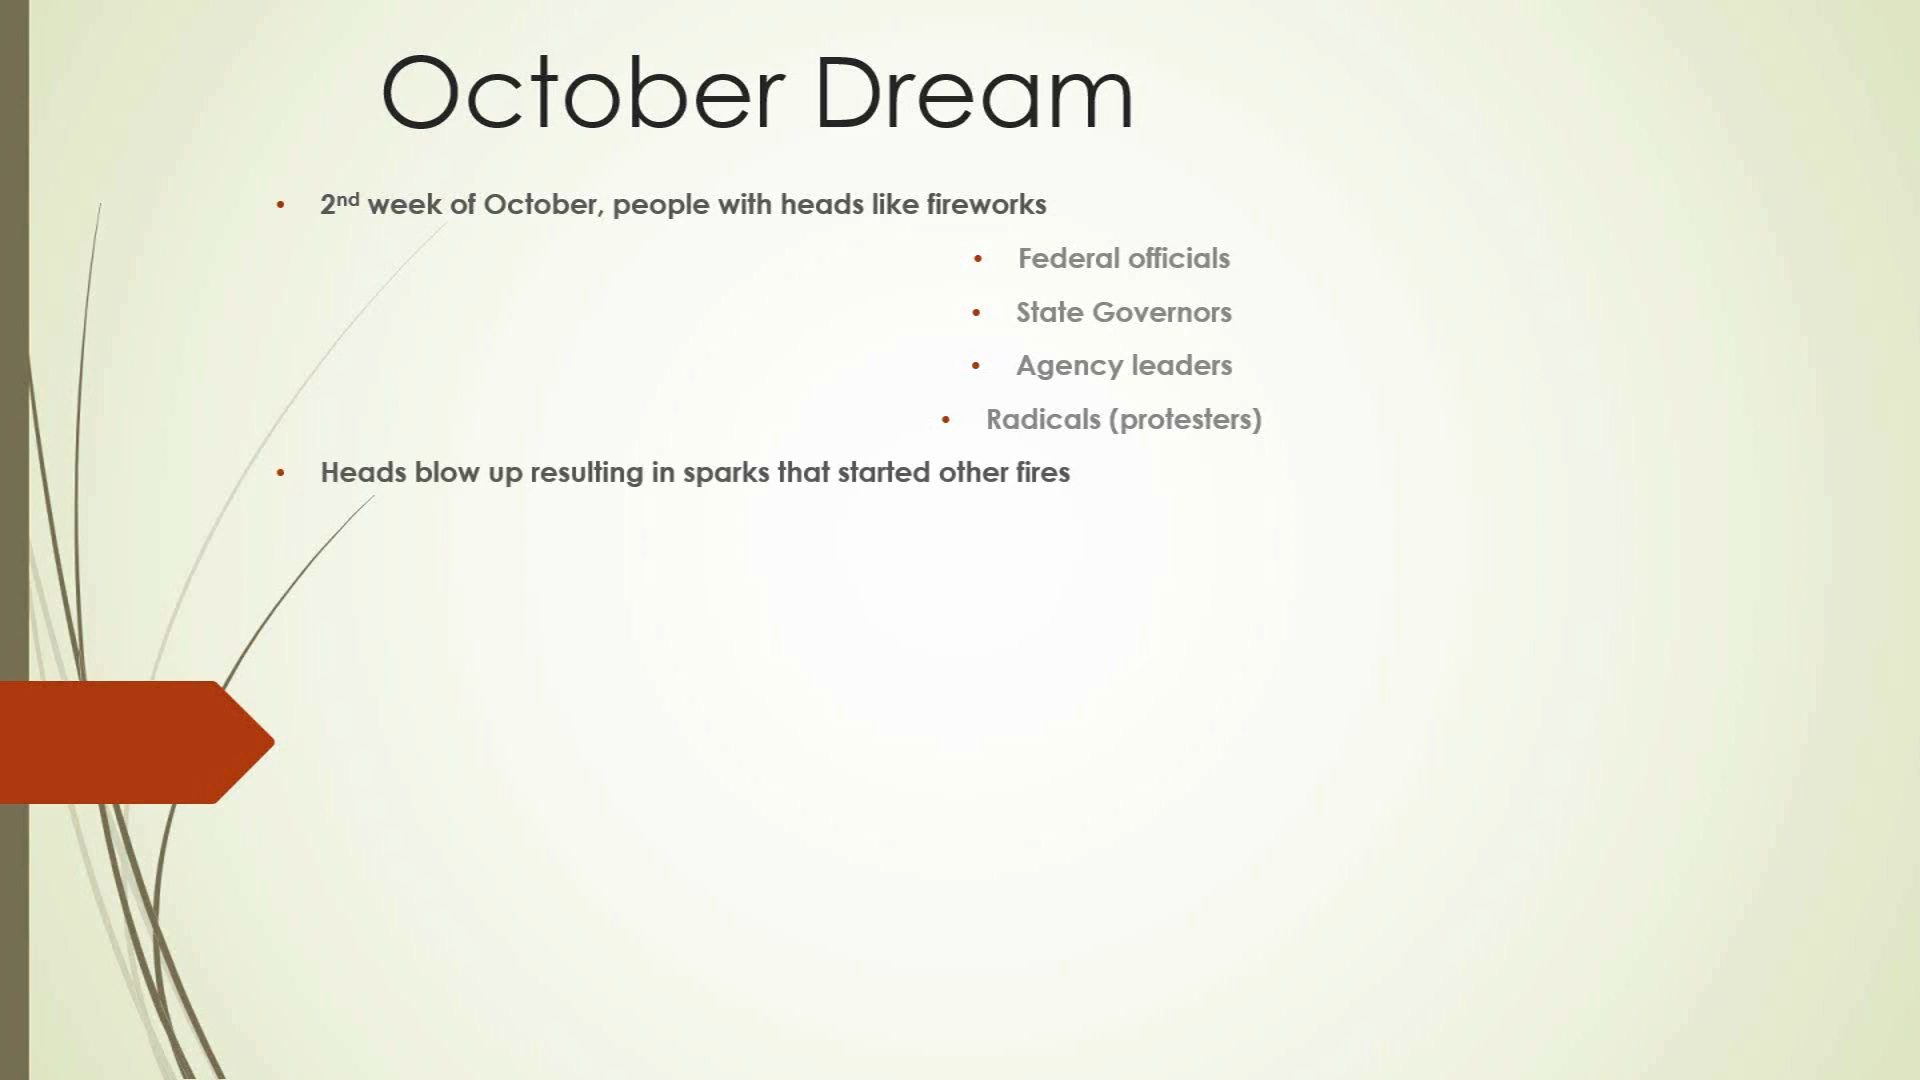 October Dream
• 2nd week of October, people with heads like fireworks
• Federal officials
• State Governors
• Agency leaders
• Radicals (protesters)
• Heads blow up resulting in sparks that started other fires